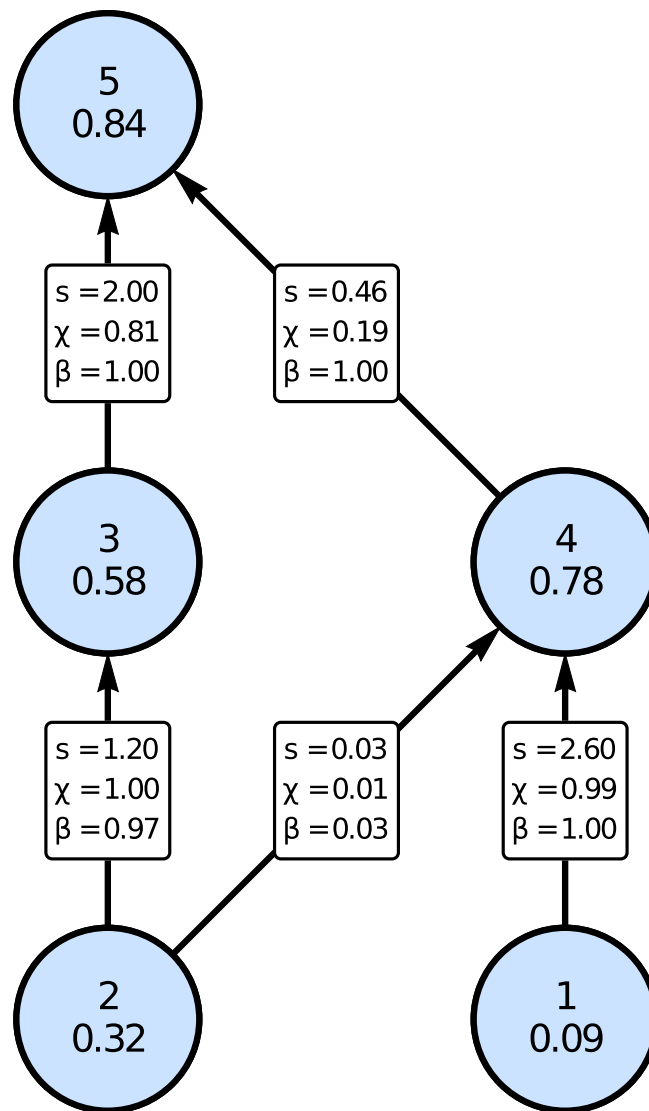 5
0.84
s =2.00
χ =0.81
β =1.00
s =0.46
χ =0.19
β =1.00
3
0.58
4
0.78
s =1.20
χ =1.00
β =0.97
s =0.03
χ =0.01
β =0.03
s =2.60
χ =0.99
β =1.00
2
0.32
1
0.09